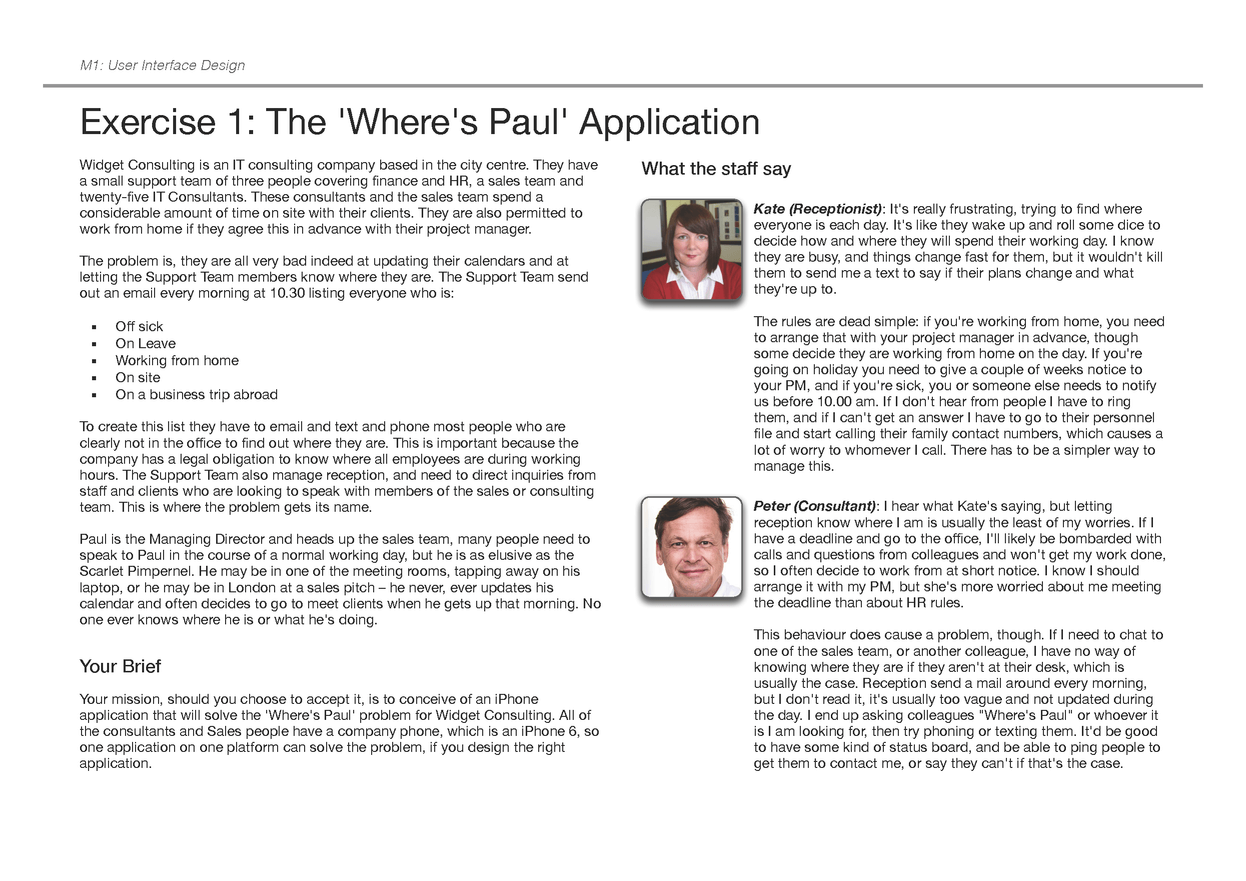 M1: User Interface Design
Exercise 1: The 'Where's Paul' Application
Widget Consulting is an IT consulting company based in the city centre. They have
a small support team of three people covering finance and HR, a sales team and
twenty-five IT Consultants. These consultants and the sales team spend a
considerable amount of time on site with their clients. They are also permitted to
work from home if they agree this in advance with their project manager.
The problem is, they are all very bad indeed at updating their calendars and at
letting the Support Team members know where they are. The Support Team send
out an email every morning at 10.30 listing everyone who is:
▪ Off sick
▪ On Leave
▪ Working from home
▪ On site
▪ On a business trip abroad
To create this list they have to email and text and phone most people who are
clearly not in the office to find out where they are. This is important because the
company has a legal obligation to know where all employees are during working
hours. The Support Team also manage reception, and need to direct inquiries from
staff and clients who are looking to speak with members of the sales or consulting
team. This is where the problem gets its name.
Paul is the Managing Director and heads up the sales team, many people need to
speak to Paul in the course of a normal working day, but he is as elusive as the
Scarlet Pimpernel. He may be in one of the meeting rooms, tapping away on his
laptop, or he may be in London at a sales pitch – he never, ever updates his
calendar and often decides to go to meet clients when he gets up that morning. No
one ever knows where he is or what he's doing.
Your Brief
Your mission, should you choose to accept it, is to conceive of an iPhone
application that will solve the 'Where's Paul' problem for Widget Consulting. All of
the consultants and Sales people have a company phone, which is an iPhone 6, so
one application on one platform can solve the problem, if you design the right
application.
What the staff say
Kate (Receptionist): It's really frustrating, trying to find where
everyone is each day. It's like they wake up and roll some dice to
decide how and where they will spend their working day. I know
they are busy, and things change fast for them, but it wouldn't kill
them to send me a text to say if their plans change and what
they're up to.
The rules are dead simple: if you're working from home, you need
to arrange that with your project manager in advance, though
some decide they are working from home on the day. If you're
going on holiday you need to give a couple of weeks notice to
your PM, and if you're sick, you or someone else needs to notify
us before 10.00 am. If I don't hear from people I have to ring
them, and if I can't get an answer I have to go to their personnel
file and start calling their family contact numbers, which causes a
lot of worry to whomever I call. There has to be a simpler way to
manage this.
Peter (Consultant): I hear what Kate's saying, but letting
reception know where I am is usually the least of my worries. If I
have a deadline and go to the office, I'll likely be bombarded with
calls and questions from colleagues and won't get my work done,
so I often decide to work from at short notice. I know I should
arrange it with my PM, but she's more worried about me meeting
the deadline than about HR rules.
This behaviour does cause a problem, though. If I need to chat to
one of the sales team, or another colleague, I have no way of
knowing where they are if they aren't at their desk, which is
usually the case. Reception send a mail around every morning,
but I don't read it, it's usually too vague and not updated during
the day. I end up asking colleagues "Where's Paul" or whoever it
is I am looking for, then try phoning or texting them. It'd be good
to have some kind of status board, and be able to ping people to
get them to contact me, or say they can't if that's the case.